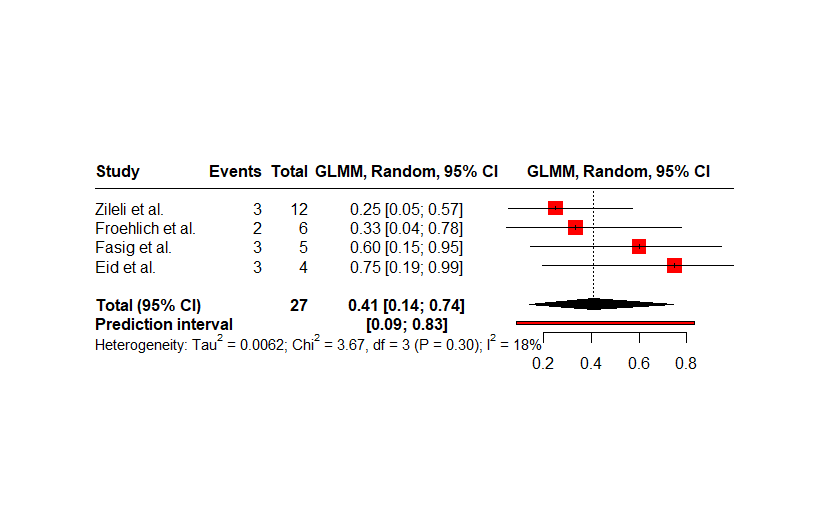 Study Events Total GLMM, Random, 95% CI GLMM, Random, 95% CI
Zileli et al. 3 12 0.25 [0.05; 0.57]
Froehlich et al. 2 6 0.33 [0.04; 0.78]
Fasig et al. 3 5 0.60 [0.15; 0.95]
Eid et al. 3 4 0.75 [0.19; 0.99]
Total (95% CI) 27 0.41 [0.14; 0.74]
Prediction interval [0.09; 0.83]
Heterogeneity: Tau² = 0.0062; Chi² = 3.67, df = 3 (P = 0.30); I² = 18%
0.2 0.4 0.6 0.8